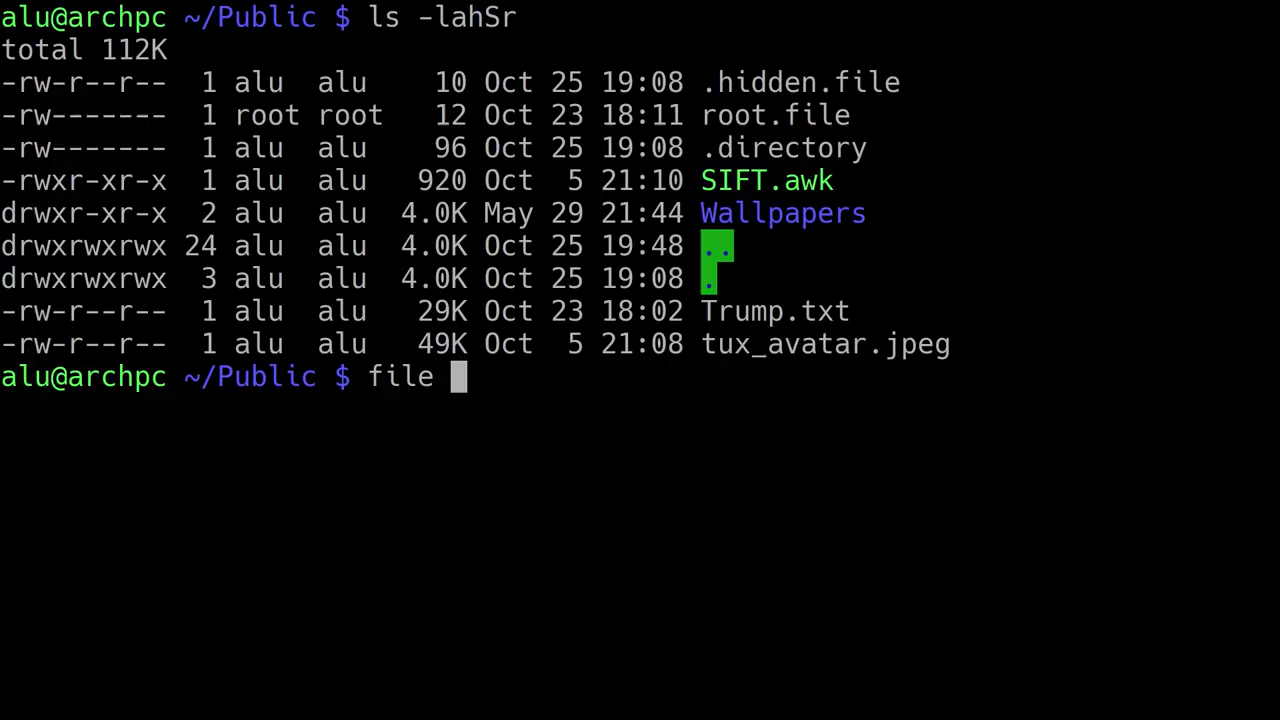 alu@archpc ~/Public $ ls -lahSr
total 112K
-rw-r--r--  1 alu  alu    10 Oct 25 19:08 .hidden.file
-rw-------  1 root root   12 Oct 23 18:11 root.file
-rw-------  1 alu  alu    96 Oct 25 19:08 .directory
-rwxr-xr-x  1 alu  alu   920 Oct  5 21:10 SIFT.awk
drwxr-xr-x  2 alu  alu  4.0K May 29 21:44 Wallpapers
drwxrwxrwx 24 alu  alu  4.0K Oct 25 19:48 ..
drwxrwxrwx  3 alu  alu  4.0K Oct 25 19:08 .
-rw-r--r--  1 alu  alu   29K Oct 23 18:02 Trump.txt
-rw-r--r--  1 alu  alu   49K Oct  5 21:08 tux_avatar.jpeg
alu@archpc ~/Public $ file